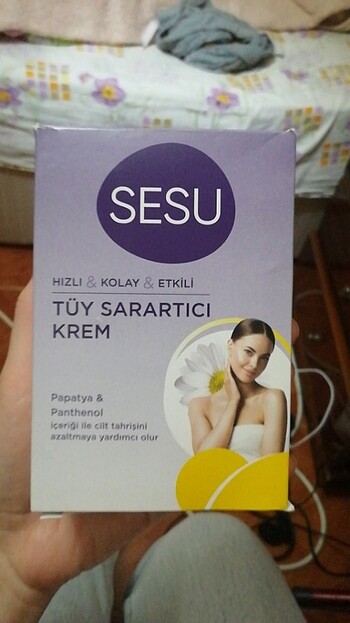 SESU
HIZLI & KOLAY & ETKİLİ
TÜY SARARTICI
KREM
Papatya &
Panthenol
içeriği ile cilt tahrişini
azaltmaya yardımcı olur